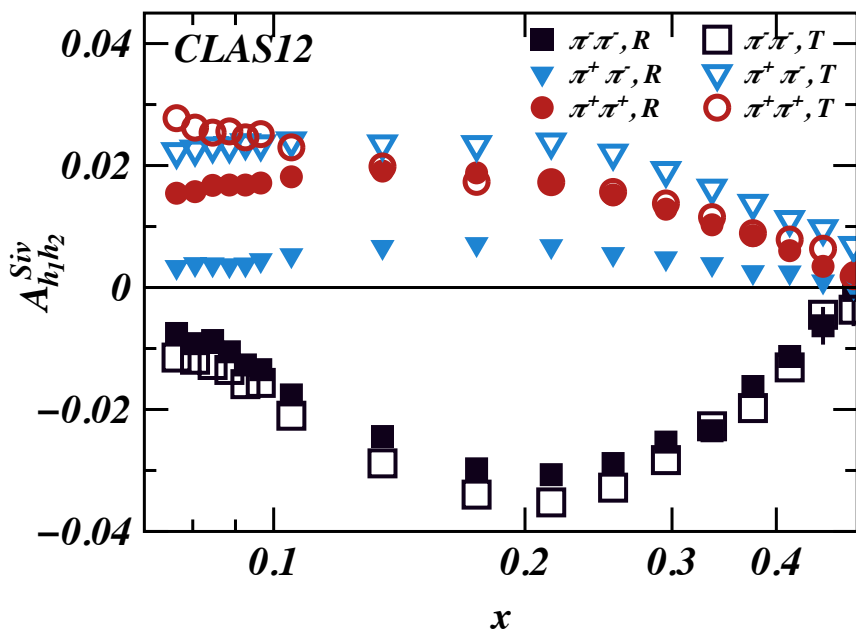 CLAS12
π⁻π⁻, R
π⁻π⁻, T
π⁺ π⁻, R
π⁺ π⁻, T
π⁺π⁺, R
π⁺π⁺, T
0.04
0.02
0
−0.02
−0.04
A^{Siv}_{h₁h₂}
0.1
0.2
0.3
0.4
x